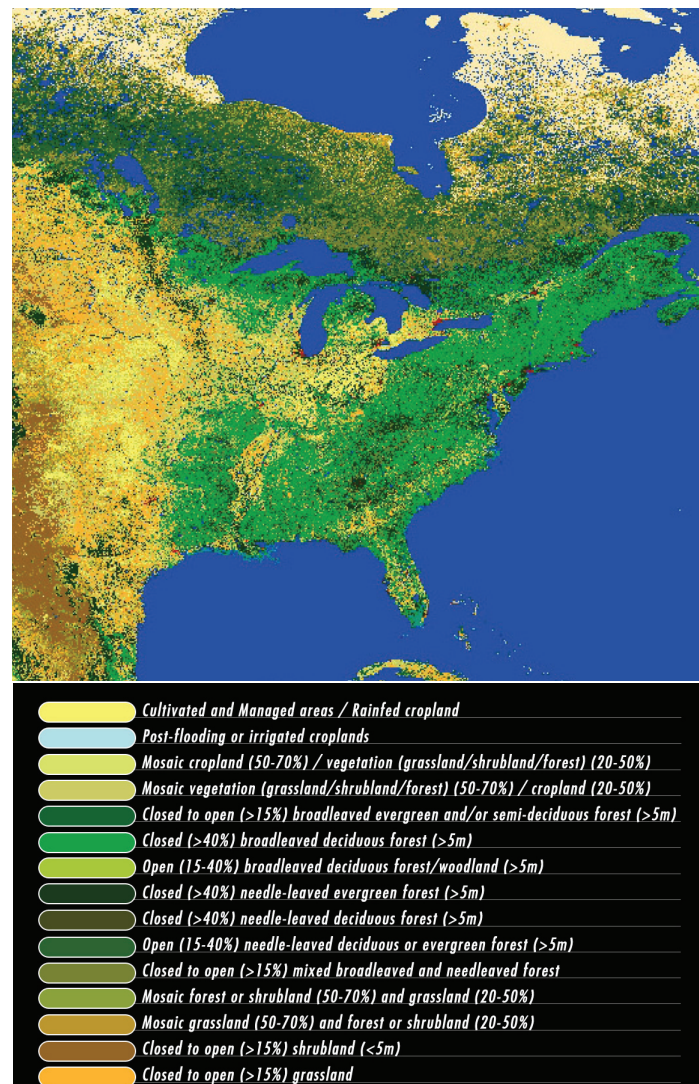 Cultivated and Managed areas / Rainfed cropland
Post-flooding or irrigated croplands
Mosaic cropland (50-70%) / vegetation (grassland/shrubland/forest) (20-50%)
Mosaic vegetation (grassland/shrubland/forest) (50-70%) / cropland (20-50%)
Closed to open (>15%) broadleaved evergreen and/or semi-deciduous forest (>5m)
Closed (>40%) broadleaved deciduous forest (>5m)
Open (15-40%) broadleaved deciduous forest/woodland (>5m)
Closed (>40%) needle-leaved evergreen forest (>5m)
Closed (>40%) needle-leaved deciduous forest (>5m)
Open (15-40%) needle-leaved deciduous or evergreen forest (>5m)
Closed to open (>15%) mixed broadleaved and needleaved forest
Mosaic forest or shrubland (50-70%) and grassland (20-50%)
Mosaic grassland (50-70%) and forest or shrubland (20-50%)
Closed to open (>15%) shrubland (<5m)
Closed to open (>15%) grassland